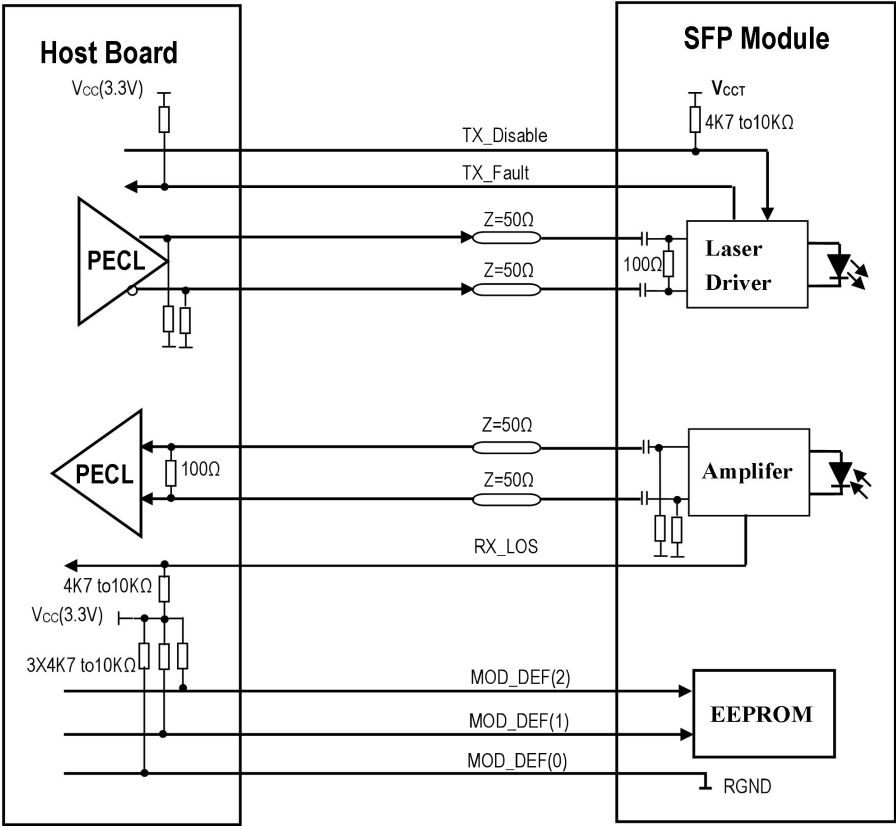 Host Board
SFP Module
Vcc(3.3V)
VCCT
4K7 to10KΩ
TX_Disable
TX_Fault
Z=50Ω
PECL
100Ω
Laser
Driver
Z=50Ω
Z=50Ω
PECL
100Ω
Amplifer
Z=50Ω
RX_LOS
4K7 to10KΩ
Vcc(3.3V)
3X4K7 to10KΩ
MOD_DEF(2)
EEPROM
MOD_DEF(1)
MOD_DEF(0)
RGND